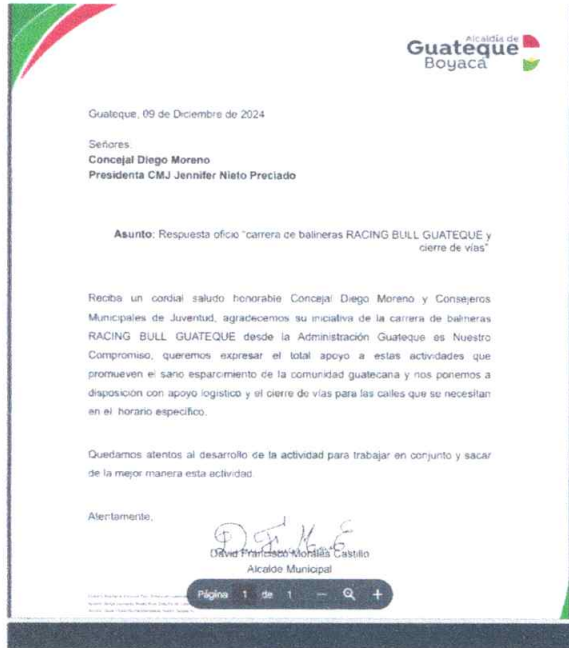 Alcaldía de
Guateque
Boyacá
Guateque, 09 de Diciembre de 2024
Señores
Concejal Diego Moreno
Presidenta CMJ Jennifer Nieto Preciado
Asunto: Respuesta oficio "carrera de balineras RACING BULL GUATEQUE y
cierre de vías"
Reciba un cordial saludo honorable Concejal Diego Moreno y Consejeros
Municipales de Juventud, agradecemos su iniciativa de la carrera de balineras
RACING BULL GUATEQUE desde la Administración Guateque es Nuestro
Compromiso, queremos expresar el total apoyo a estas actividades que
promueven el sano esparcimiento de la comunidad guatecana y nos ponemos a
disposición con apoyo logístico y el cierre de vías para las calles que se necesitan
en el horario específico.
Quedamos atentos al desarrollo de la actividad para trabajar en conjunto y sacar
de la mejor manera esta actividad
Atentamente,
David Francisco Morales Castillo
Alcalde Municipal
Página 1 de 1